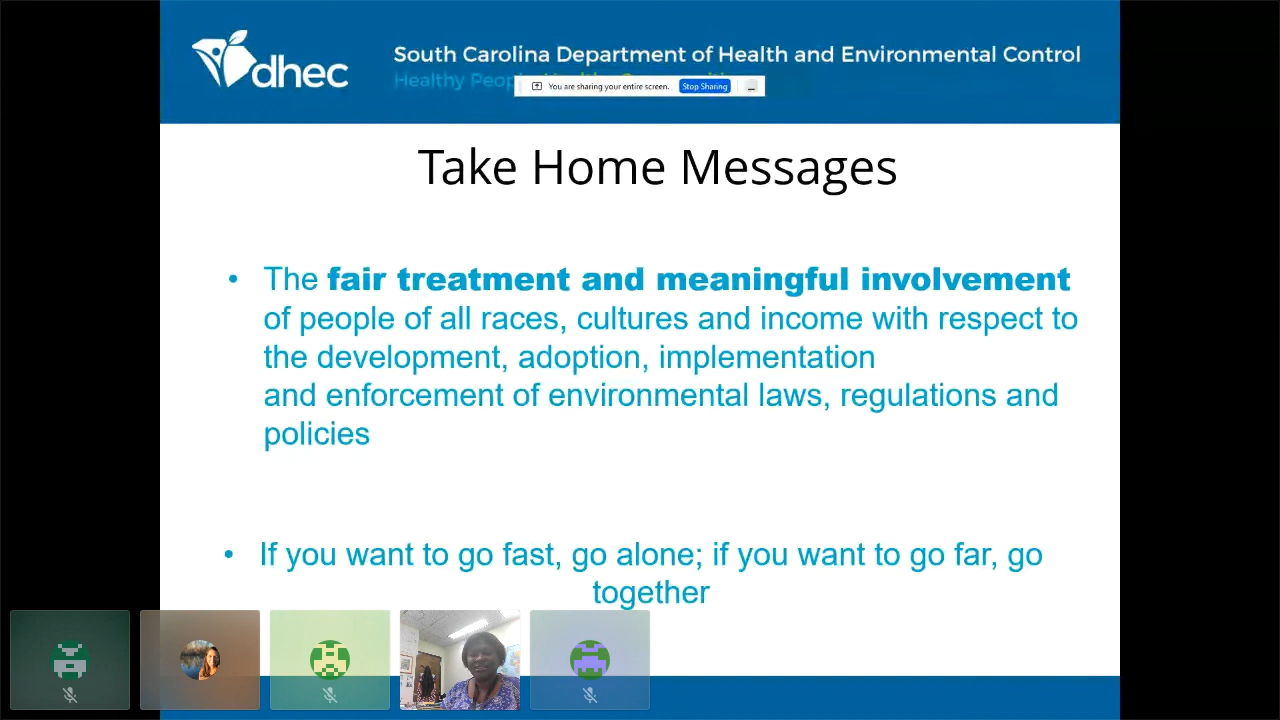 dhec
South Carolina Department of Health and Environmental Control
Healthy
You are sharing your entire screen. Stop Sharing
Take Home Messages
• The fair treatment and meaningful involvement
of people of all races, cultures and income with respect to
the development, adoption, implementation
and enforcement of environmental laws, regulations and
policies
• If you want to go fast, go alone; if you want to go far, go
together